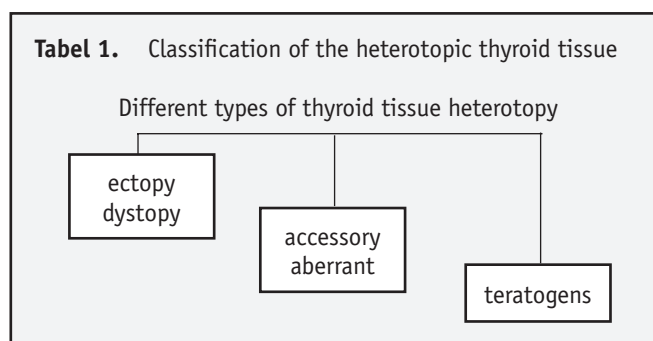 Tabel 1. Classification of the heterotopic thyroid tissue
Different types of thyroid tissue heterotopy
ectopy
dystopy
accessory
aberrant
teratogens